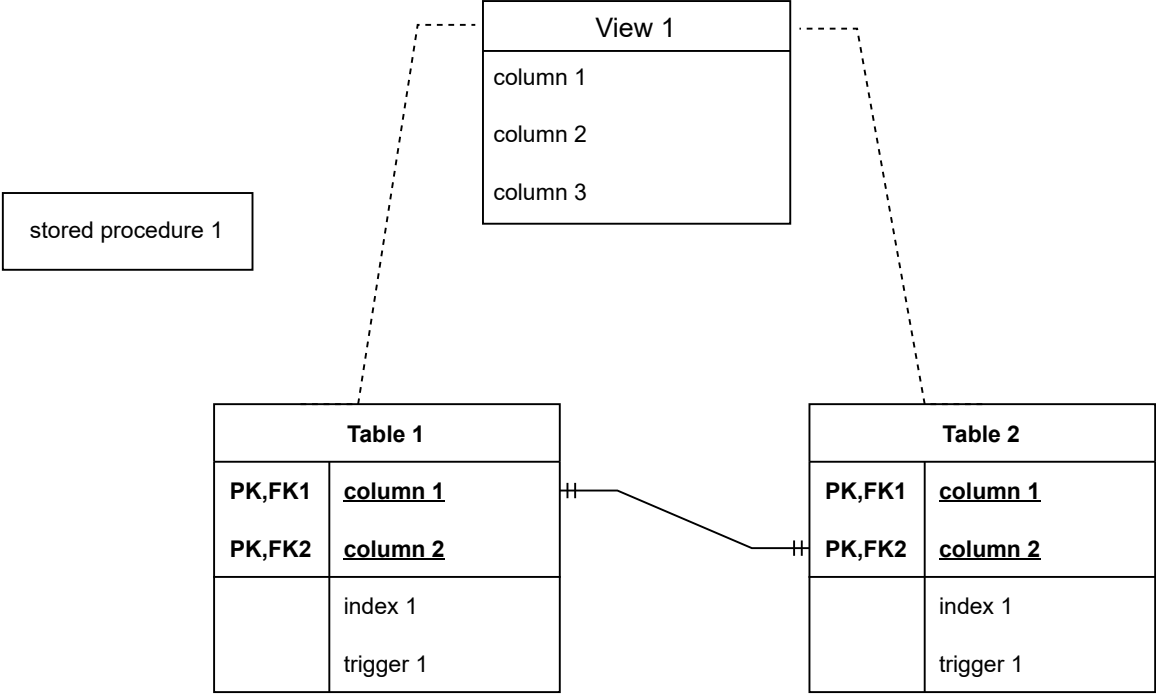 View 1
column 1
column 2
column 3
stored procedure 1
Table 1
PK,FK1 column 1
PK,FK2 column 2
index 1
trigger 1
Table 2
PK,FK1 column 1
PK,FK2 column 2
index 1
trigger 1